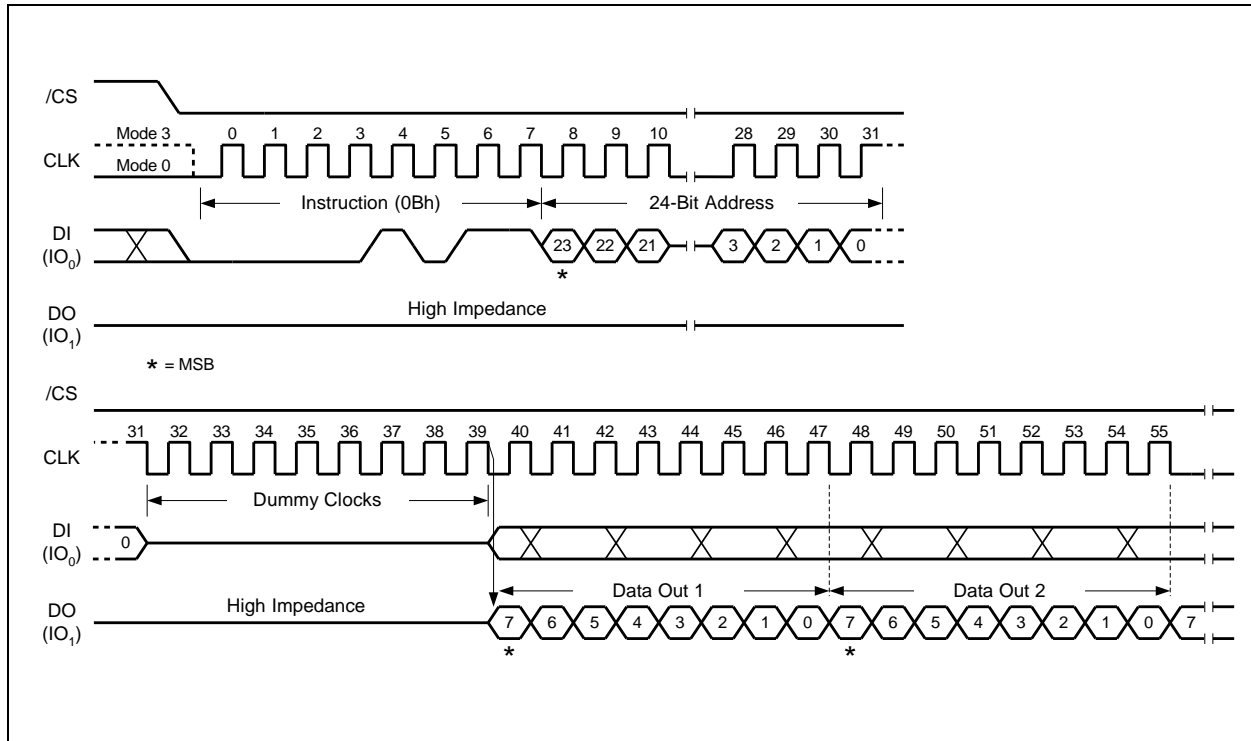 /CS
Mode 3 0 1 2 3 4 5 6 7 8 9 10 28 29 30 31
CLK Mode 0
Instruction (0Bh) 24-Bit Address
DI
(IO0) 23 22 21 3 2 1 0
*
High Impedance
DO
(IO1)
* = MSB
/CS
31 32 33 34 35 36 37 38 39 40 41 42 43 44 45 46 47 48 49 50 51 52 53 54 55
CLK
Dummy Clocks
DI
(IO0) 0
Data Out 1 Data Out 2
DO High Impedance
(IO1) 7 6 5 4 3 2 1 0 7 6 5 4 3 2 1 0 7
* *